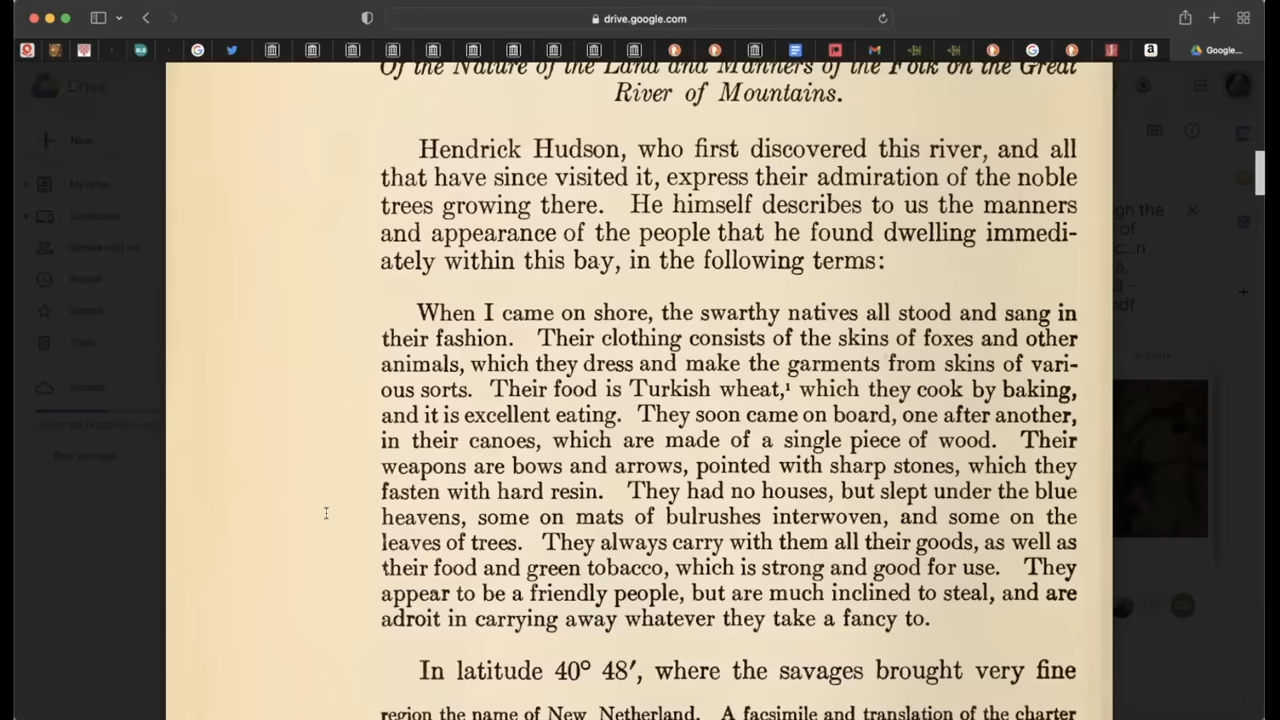 drive.google.com
Google...
Drive
New
My Drive
Of the Nature of the Land and Manners of the Folk on the Great
River of Mountains.
Hendrick Hudson, who first discovered this river, and all
that have since visited it, express their admiration of the noble
trees growing there. He himself describes to us the manners
and appearance of the people that he found dwelling immedi-
ately within this bay, in the following terms:
When I came on shore, the swarthy natives all stood and sang in
their fashion. Their clothing consists of the skins of foxes and other
animals, which they dress and make the garments from skins of vari-
ous sorts. Their food is Turkish wheat,¹ which they cook by baking,
and it is excellent eating. They soon came on board, one after another,
in their canoes, which are made of a single piece of wood. Their
weapons are bows and arrows, pointed with sharp stones, which they
fasten with hard resin. They had no houses, but slept under the blue
heavens, some on mats of bulrushes interwoven, and some on the
leaves of trees. They always carry with them all their goods, as well as
their food and green tobacco, which is strong and good for use. They
appear to be a friendly people, but are much inclined to steal, and are
adroit in carrying away whatever they take a fancy to.
In latitude 40° 48′, where the savages brought very fine
region the name of New Netherland. A facsimile and translation of the charter